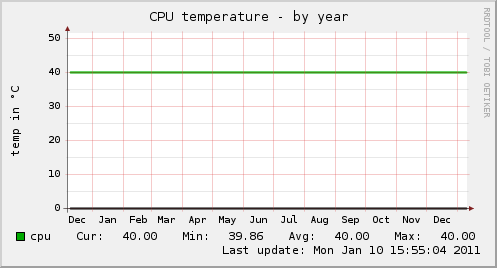 CPU temperature - by year
RRDTOOL / TOBI OETIKER
temp in °C
50
40
30
20
10
0
Dec Jan Feb Mar Apr May Jun Jul Aug Sep Oct Nov Dec
cpu Cur: 40.00 Min: 39.86 Avg: 40.00 Max: 40.00
Last update: Mon Jan 10 15:55:04 2011